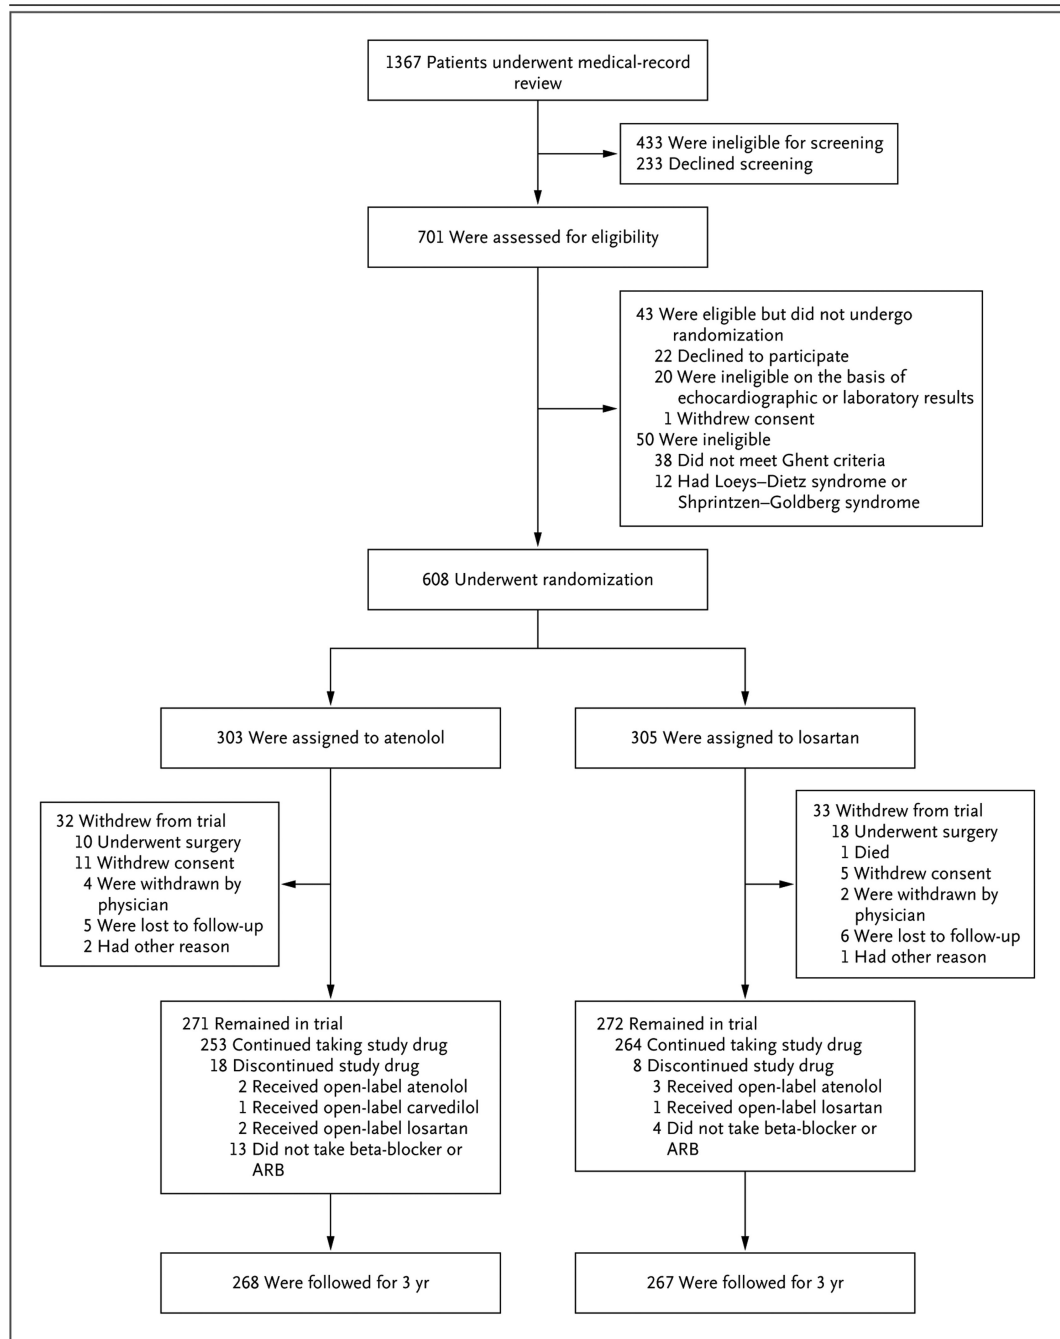 1367 Patients underwent medical-record
review
433 Were ineligible for screening
233 Declined screening
701 Were assessed for eligibility
43 Were eligible but did not undergo
randomization
22 Declined to participate
20 Were ineligible on the basis of
echocardiographic or laboratory results
1 Withdrew consent
50 Were ineligible
38 Did not meet Ghent criteria
12 Had Loeys–Dietz syndrome or
Shprintzen–Goldberg syndrome
608 Underwent randomization
303 Were assigned to atenolol
305 Were assigned to losartan
32 Withdrew from trial
10 Underwent surgery
11 Withdrew consent
4 Were withdrawn by
physician
5 Were lost to follow-up
2 Had other reason
33 Withdrew from trial
18 Underwent surgery
1 Died
5 Withdrew consent
2 Were withdrawn by
physician
6 Were lost to follow-up
1 Had other reason
271 Remained in trial
253 Continued taking study drug
18 Discontinued study drug
2 Received open-label atenolol
1 Received open-label carvedilol
2 Received open-label losartan
13 Did not take beta-blocker or
ARB
272 Remained in trial
264 Continued taking study drug
8 Discontinued study drug
3 Received open-label atenolol
1 Received open-label losartan
4 Did not take beta-blocker or
ARB
268 Were followed for 3 yr
267 Were followed for 3 yr